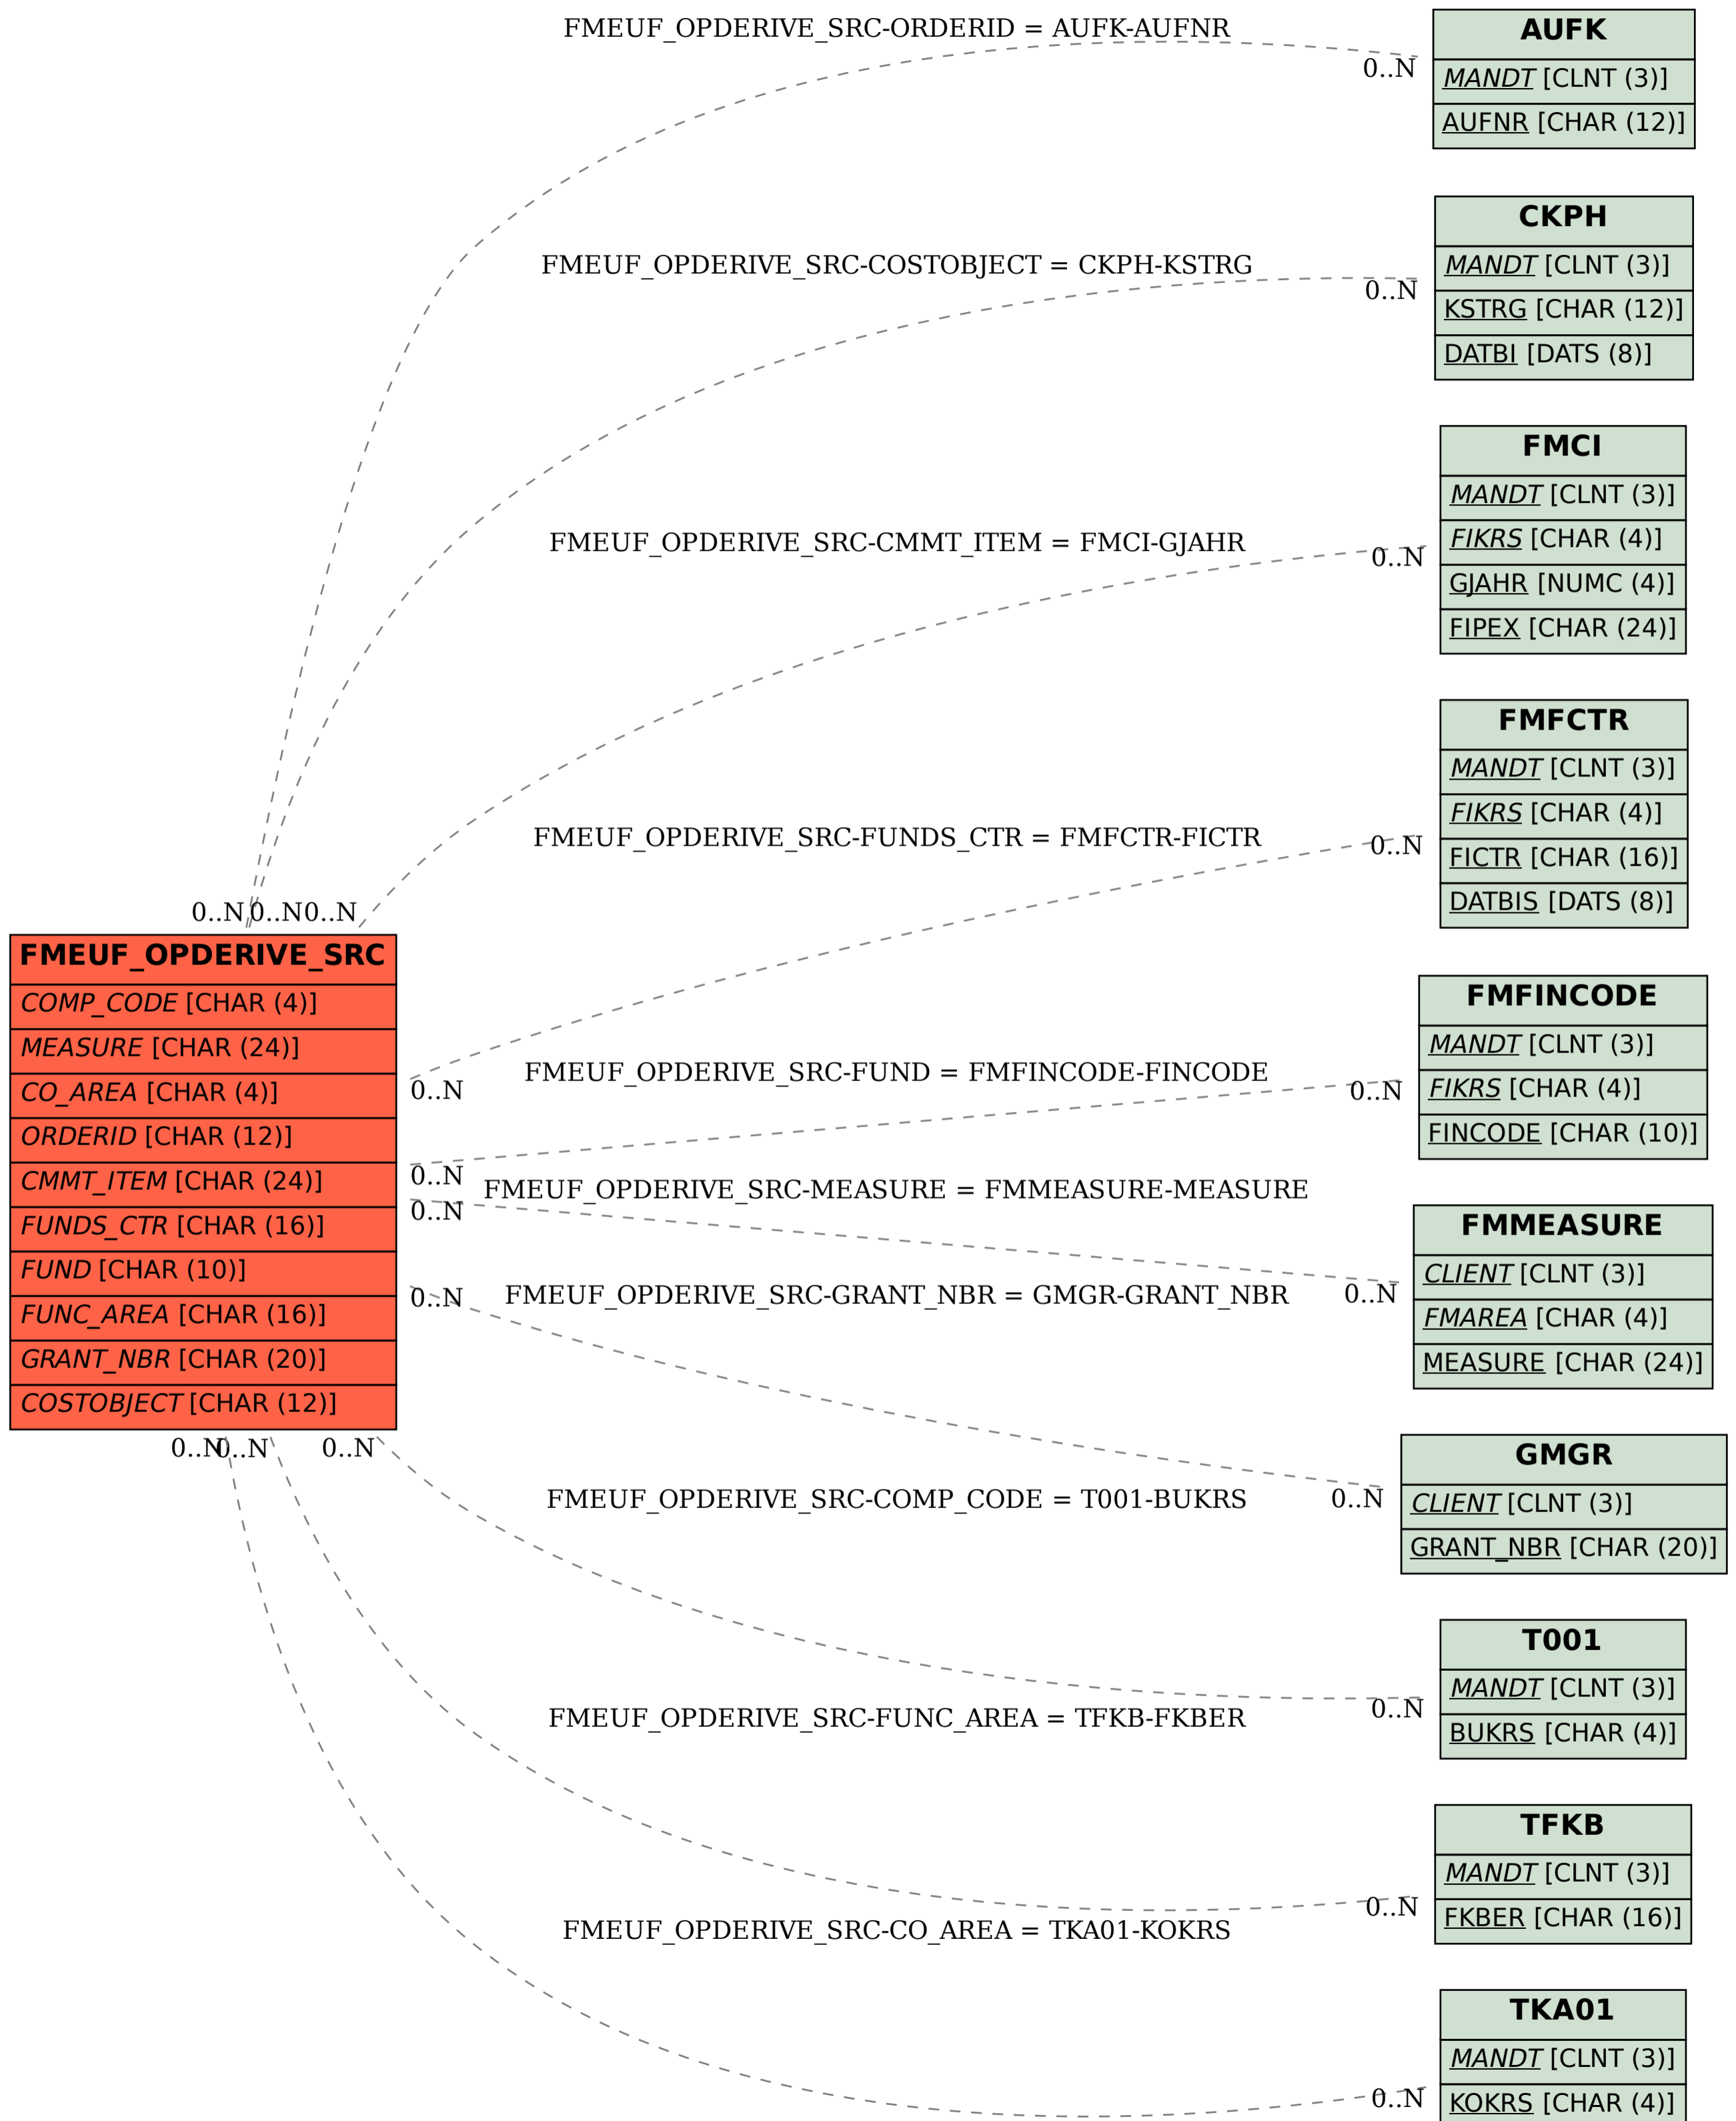 FMEUF_OPDERIVE_SRC-ORDERID = AUFK-AUFNR
0..N
AUFK
MANDT [CLNT (3)]
AUFNR [CHAR (12)]
FMEUF_OPDERIVE_SRC-COSTOBJECT = CKPH-KSTRG
0..N
CKPH
MANDT [CLNT (3)]
KSTRG [CHAR (12)]
DATBI [DATS (8)]
FMEUF_OPDERIVE_SRC-CMMT_ITEM = FMCI-GJAHR
0..N
FMCI
MANDT [CLNT (3)]
FIKRS [CHAR (4)]
GJAHR [NUMC (4)]
FIPEX [CHAR (24)]
FMEUF_OPDERIVE_SRC-FUNDS_CTR = FMFCTR-FICTR
0..N
FMFCTR
MANDT [CLNT (3)]
FIKRS [CHAR (4)]
FICTR [CHAR (16)]
DATBIS [DATS (8)]
0..N 0..N 0..N
FMEUF_OPDERIVE_SRC
COMP_CODE [CHAR (4)]
MEASURE [CHAR (24)]
CO_AREA [CHAR (4)]
ORDERID [CHAR (12)]
CMMT_ITEM [CHAR (24)]
FUNDS_CTR [CHAR (16)]
FUND [CHAR (10)]
FUNC_AREA [CHAR (16)]
GRANT_NBR [CHAR (20)]
COSTOBJECT [CHAR (12)]
0..N
FMEUF_OPDERIVE_SRC-FUND = FMFINCODE-FINCODE
0..N
0..N
FMFINCODE
MANDT [CLNT (3)]
FIKRS [CHAR (4)]
FINCODE [CHAR (10)]
FMEUF_OPDERIVE_SRC-MEASURE = FMMEASURE-MEASURE
0..N
0..N
FMMEASURE
CLIENT [CLNT (3)]
FMAREA [CHAR (4)]
MEASURE [CHAR (24)]
0..N
FMEUF_OPDERIVE_SRC-GRANT_NBR = GMGR-GRANT_NBR
0..N
GMGR
CLIENT [CLNT (3)]
GRANT_NBR [CHAR (20)]
0..N 0..N 0..N
FMEUF_OPDERIVE_SRC-COMP_CODE = T001-BUKRS
0..N
T001
MANDT [CLNT (3)]
BUKRS [CHAR (4)]
FMEUF_OPDERIVE_SRC-FUNC_AREA = TFKB-FKBER
0..N
TFKB
MANDT [CLNT (3)]
FKBER [CHAR (16)]
FMEUF_OPDERIVE_SRC-CO_AREA = TKA01-KOKRS
0..N
TKA01
MANDT [CLNT (3)]
KOKRS [CHAR (4)]